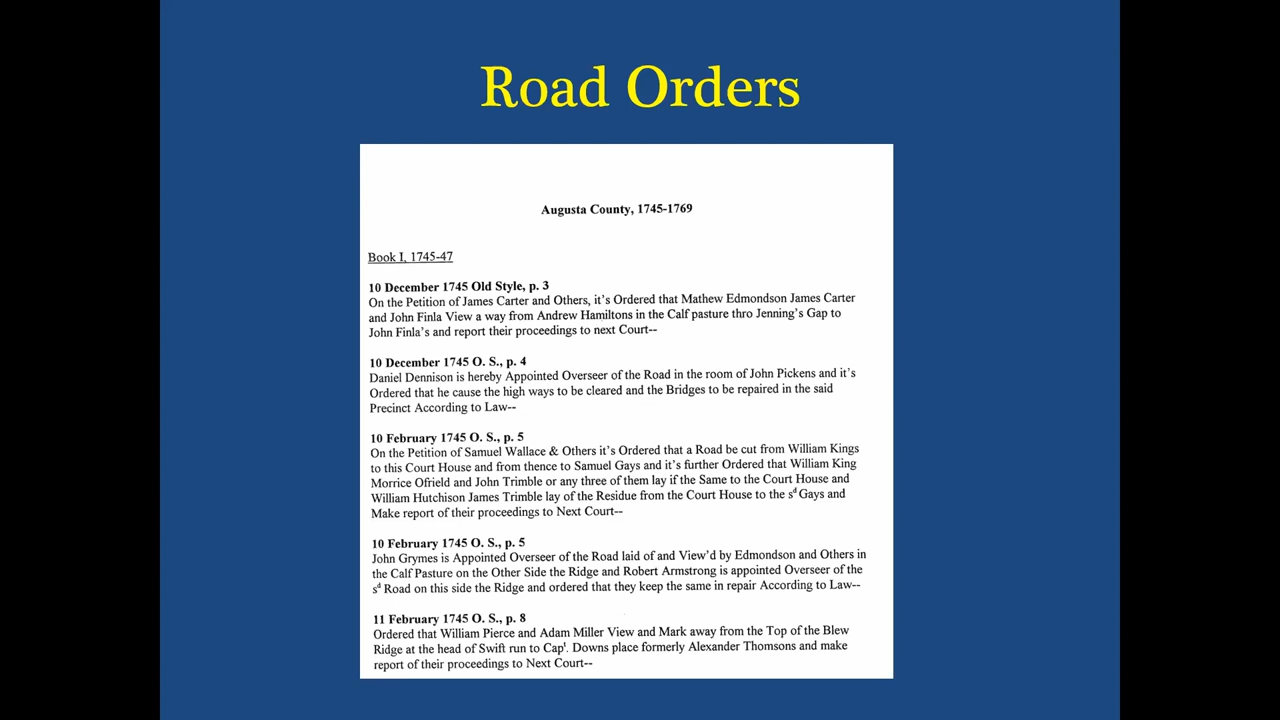 Road Orders
Augusta County, 1745-1769
Book I, 1745-47
10 December 1745 Old Style, p. 3
On the Petition of James Carter and Others, it's Ordered that Mathew Edmondson James Carter
and John Finla View a way from Andrew Hamiltons in the Calf pasture thro Jenning's Gap to
John Finla's and report their proceedings to next Court--
10 December 1745 O. S., p. 4
Daniel Dennison is hereby Appointed Overseer of the Road in the room of John Pickens and it's
Ordered that he cause the high ways to be cleared and the Bridges to be repaired in the said
Precinct According to Law--
10 February 1745 O. S., p. 5
On the Petition of Samuel Wallace & Others it's Ordered that a Road be cut from William Kings
to this Court House and from thence to Samuel Gays and it's further Ordered that William King
Morrice Ofrield and John Trimble or any three of them lay if the Same to the Court House and
William Hutchison James Trimble lay of the Residue from the Court House to the sd Gays and
Make report of their proceedings to Next Court--
10 February 1745 O. S., p. 5
John Grymes is Appointed Overseer of the Road laid of and View'd by Edmondson and Others in
the Calf Pasture on the Other Side the Ridge and Robert Armstrong is appointed Overseer of the
sd Road on this side the Ridge and ordered that they keep the same in repair According to Law--
11 February 1745 O. S., p. 8
Ordered that William Pierce and Adam Miller View and Mark away from the Top of the Blew
Ridge at the head of Swift run to Capt. Downs place formerly Alexander Thomsons and make
report of their proceedings to Next Court--